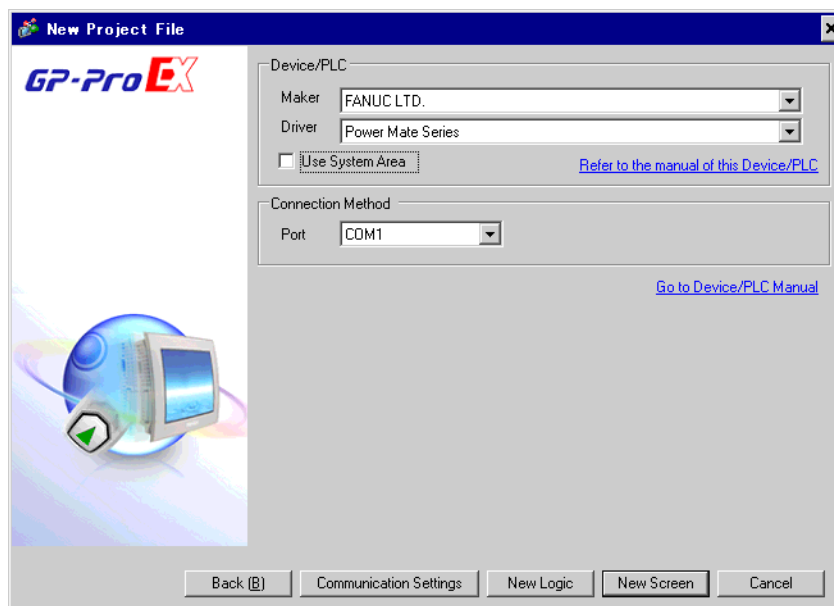 New Project File
GP-Pro EX
Device/PLC
Maker FANUC LTD.
Driver Power Mate Series
Use System Area Refer to the manual of this Device/PLC
Connection Method
Port COM1
Go to Device/PLC Manual
Back (B) Communication Settings New Logic New Screen Cancel